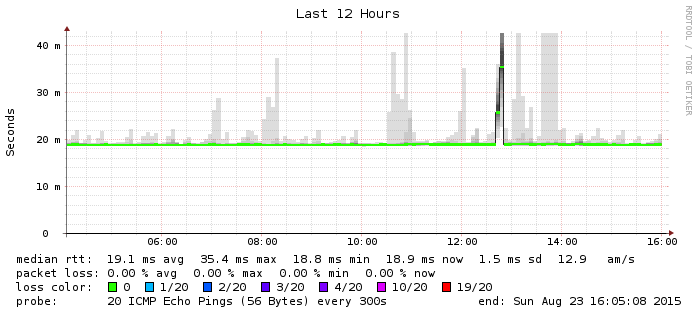 Last 12 Hours
RRDTOOL / TOBI OETIKER
Seconds
40 m
30 m
20 m
10 m
0
06:00 08:00 10:00 12:00 14:00 16:00
median rtt: 19.1 ms avg 35.4 ms max 18.8 ms min 18.9 ms now 1.5 ms sd 12.9 am/s
packet loss: 0.00 % avg 0.00 % max 0.00 % min 0.00 % now
loss color: 0 1/20 2/20 3/20 4/20 10/20 19/20
probe: 20 ICMP Echo Pings (56 Bytes) every 300s end: Sun Aug 23 16:05:08 2015